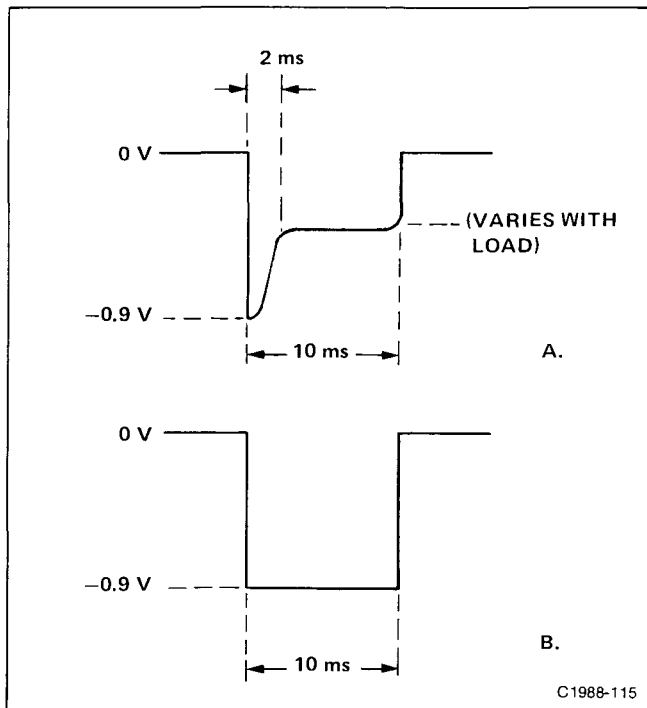 2 ms
0 V
(VARIES WITH
LOAD)
−0.9 V
10 ms
A.
0 V
−0.9 V
10 ms
B.
C1988-115